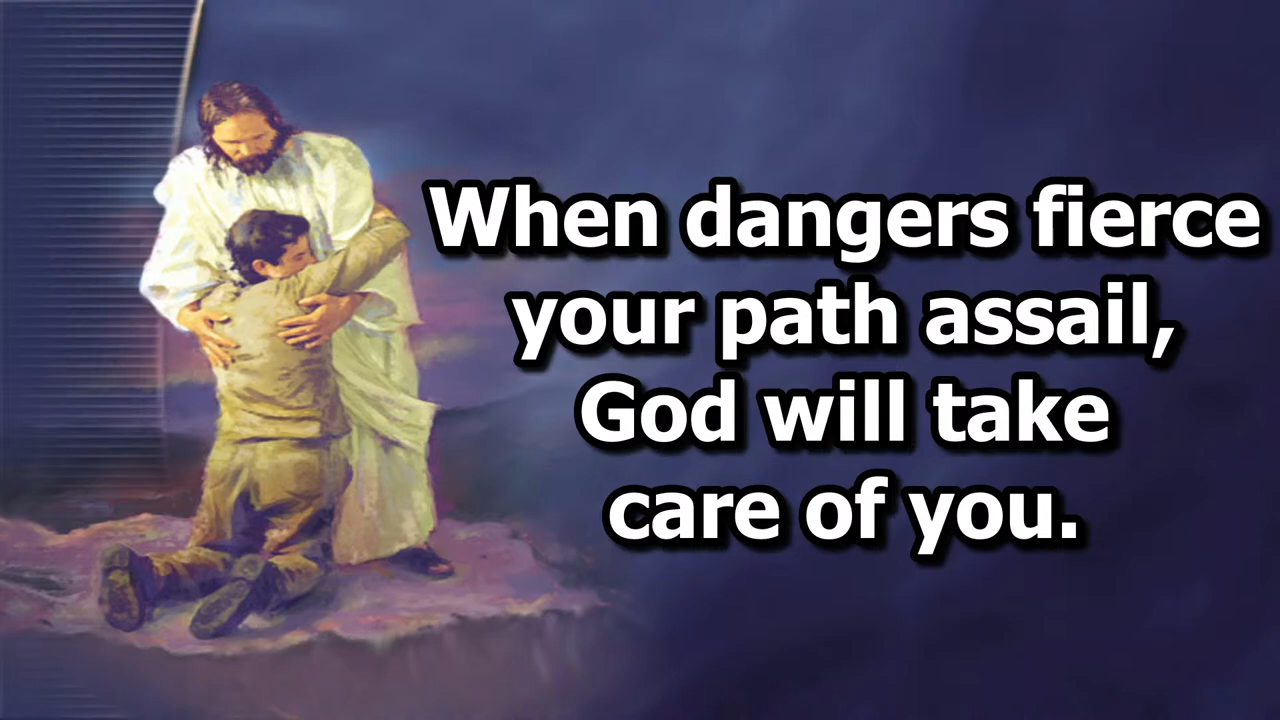 When dangers fierce
your path assail,
God will take
care of you.